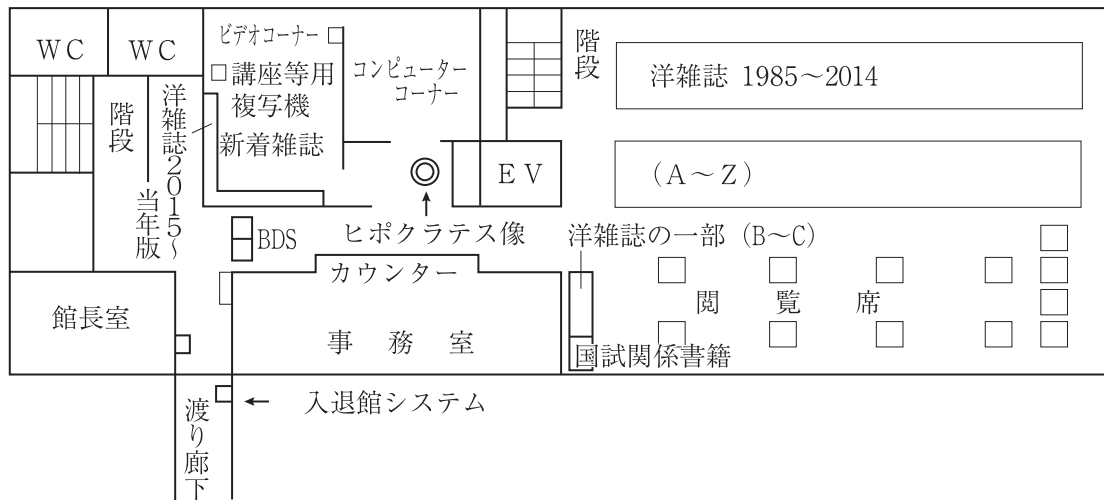 WC
WC
階段
洋雑誌2015～
当年版
ビデオコーナー
講座等用
複写機
新着雑誌
コンピューター
コーナー
階段
洋雑誌 1985～2014
EV
（A～Z）
BDS
ヒポクラテス像
洋雑誌の一部（B～C）
カウンター
館長室
事務室
閲覧席
国試関係書籍
入退館システム
渡り廊下